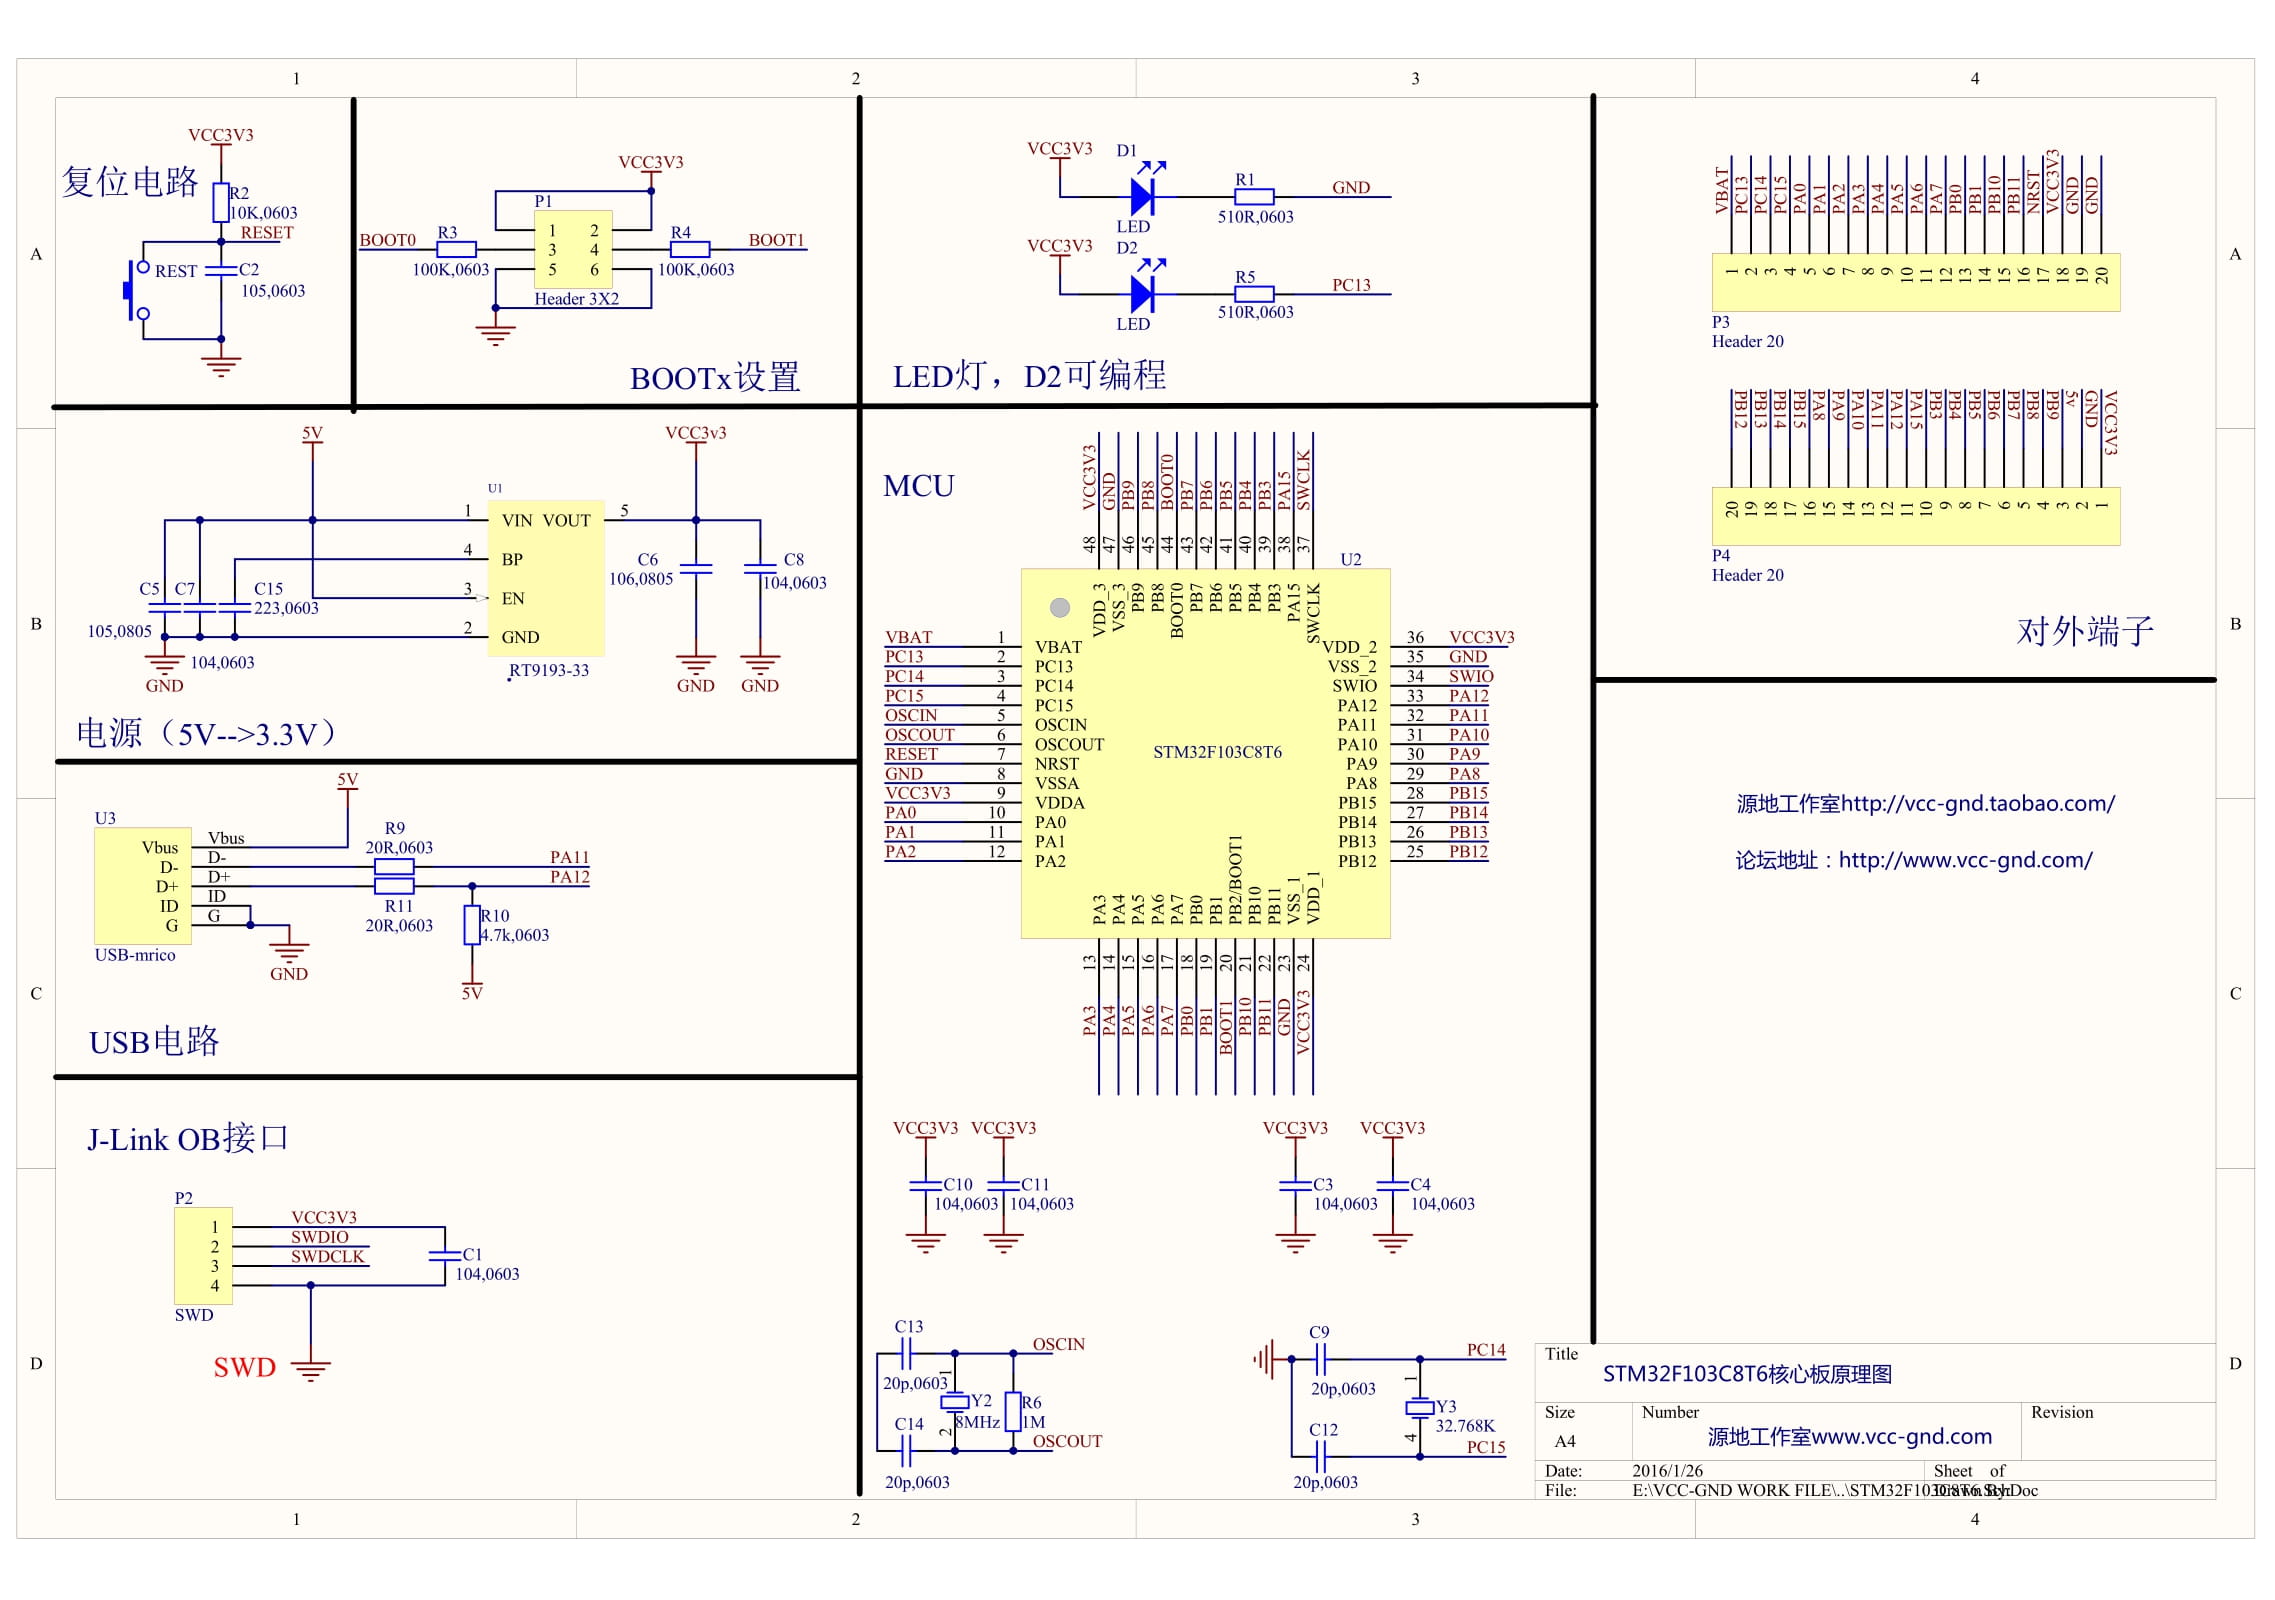 1
2
3
4
A
B
C
D
A
B
C
D
1
2
3
4
复位电路
VCC3V3
R2
10K,0603
RESET
REST
C2
105,0603
VCC3V3
P1
1 2
3 4
5 6
Header 3X2
BOOT0
R3
100K,0603
R4
100K,0603
BOOT1
BOOTx设置
VCC3V3
D1
LED
R1
510R,0603
GND
VCC3V3
D2
LED
R5
510R,0603
PC13
LED灯，D2可编程
VBAT
PC13
PC14
PC15
PA0
PA1
PA2
PA3
PA4
PA5
PA6
PA7
PB0
PB1
PB10
PB11
NRST
VCC3V3
GND
GND
1 2 3 4 5 6 7 8 9 10 11 12 13 14 15 16 17 18 19 20
P3
Header 20
PB12
PB13
PB14
PB15
PA8
PA9
PA10
PA11
PA12
PA15
PB3
PB4
PB5
PB6
PB7
PB8
PB9
5v
GND
VCC3V3
20 19 18 17 16 15 14 13 12 11 10 9 8 7 6 5 4 3 2 1
P4
Header 20
对外端子
5V
VCC3v3
U1
1 VIN VOUT 5
4 BP
3 EN
2 GND
RT9193-33
C5
105,0805
C7
104,0603
C15
223,0603
GND
C6
106,0805
C8
104,0603
GND
GND
电源（5V-->3.3V）
5V
U3
Vbus Vbus
D- D-
D+ D+
ID ID
G G
USB-mrico
GND
R9
20R,0603
R11
20R,0603
PA11
PA12
R10
4.7k,0603
5V
USB电路
J-Link OB接口
P2
1 VCC3V3
2 SWDIO
3 SWDCLK
4
SWD
C1
104,0603
SWD
MCU
U2
STM32F103C8T6
VCC3V3 48 VDD_3
GND 47 VSS_3
PB9 46 PB9
PB8 45 PB8
BOOT0 44 BOOT0
PB7 43 PB7
PB6 42 PB6
PB5 41 PB5
PB4 40 PB4
PB3 39 PB3
PA15 38 PA15
SWCLK 37 SWCLK
VBAT 1 VBAT
PC13 2 PC13
PC14 3 PC14
PC15 4 PC15
OSCIN 5 OSCIN
OSCOUT 6 OSCOUT
RESET 7 NRST
GND 8 VSSA
VCC3V3 9 VDDA
PA0 10 PA0
PA1 11 PA1
PA2 12 PA2
VDD_2 36 VCC3V3
VSS_2 35 GND
SWIO 34 SWIO
PA12 33 PA12
PA11 32 PA11
PA10 31 PA10
PA9 30 PA9
PA8 29 PA8
PB15 28 PB15
PB14 27 PB14
PB13 26 PB13
PB12 25 PB12
PA3 13 PA3
PA4 14 PA4
PA5 15 PA5
PA6 16 PA6
PA7 17 PA7
PB0 18 PB0
PB1 19 PB1
PB2/BOOT1 20 BOOT1
PB10 21 PB10
PB11 22 PB11
VSS_1 23 GND
VDD_1 24 VCC3V3
VCC3V3
C10
104,0603
VCC3V3
C11
104,0603
VCC3V3
C3
104,0603
VCC3V3
C4
104,0603
C13
20p,0603
C14
20p,0603
1
2
Y2
8MHz
R6
1M
OSCIN
OSCOUT
C9
20p,0603
C12
20p,0603
1
4
Y3
32.768K
PC14
PC15
源地工作室http://vcc-gnd.taobao.com/
论坛地址：http://www.vcc-gnd.com/
Title
STM32F103C8T6核心板原理图
Size
A4
Number
源地工作室www.vcc-gnd.com
Revision
Date: 2016/1/26
Sheet of
File: E:\VCC-GND WORK FILE\..\STM32F103C8T6.SchDoc
Drawn By: